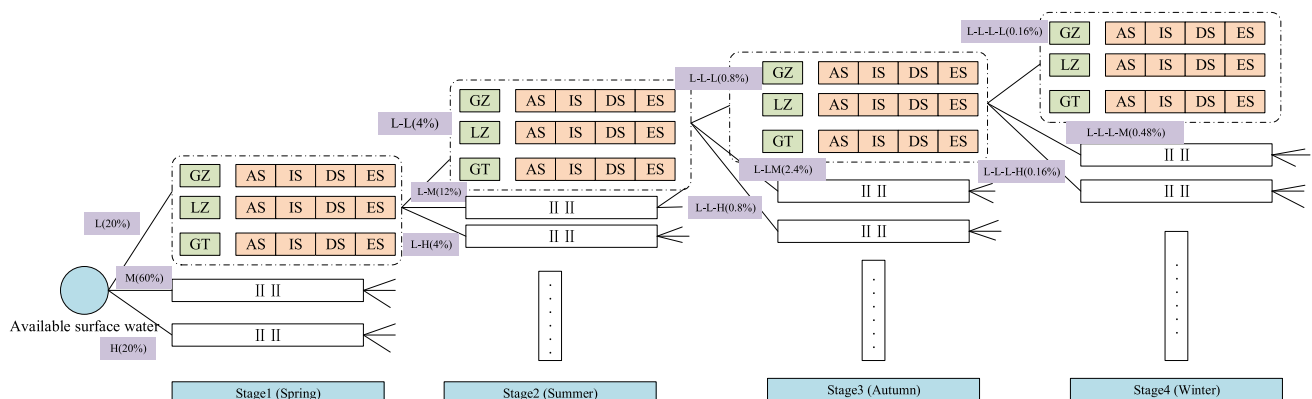 L(20%)
M(60%)
H(20%)
Available surface water
GZ AS IS DS ES
LZ AS IS DS ES
GT AS IS DS ES
II II
II II
Stage1 (Spring)
L-L(4%)
L-M(12%)
L-H(4%)
GZ AS IS DS ES
LZ AS IS DS ES
GT AS IS DS ES
II II
II II
Stage2 (Summer)
L-L-L(0.8%)
L-LM(2.4%)
L-L-H(0.8%)
GZ AS IS DS ES
LZ AS IS DS ES
GT AS IS DS ES
II II
II II
Stage3 (Autumn)
L-L-L-L(0.16%)
L-L-L-M(0.48%)
L-L-L-H(0.16%)
GZ AS IS DS ES
LZ AS IS DS ES
GT AS IS DS ES
II II
II II
Stage4 (Winter)